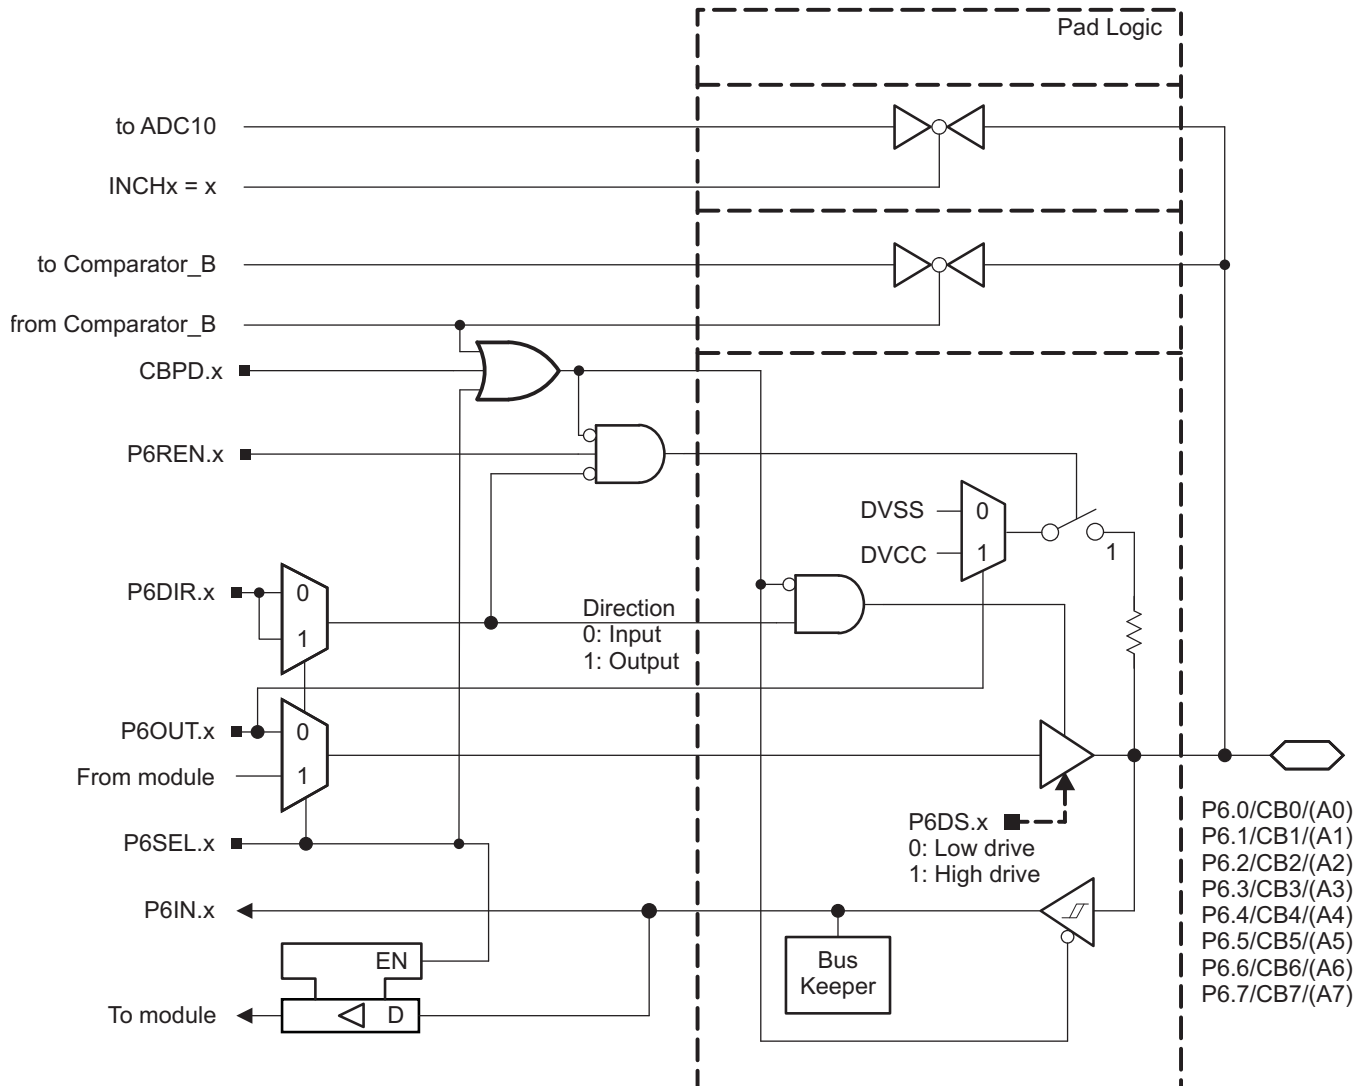 Pad Logic
to ADC10
INCHx = x
to Comparator_B
from Comparator_B
CBPD.x
P6REN.x
DVSS
0
DVCC
1
1
P6DIR.x
0
1
Direction
0: Input
1: Output
P6OUT.x
0
From module
1
P6SEL.x
P6DS.x
0: Low drive
1: High drive
P6.0/CB0/(A0)
P6.1/CB1/(A1)
P6.2/CB2/(A2)
P6.3/CB3/(A3)
P6.4/CB4/(A4)
P6.5/CB5/(A5)
P6.6/CB6/(A6)
P6.7/CB7/(A7)
P6IN.x
EN
Bus
Keeper
To module
D